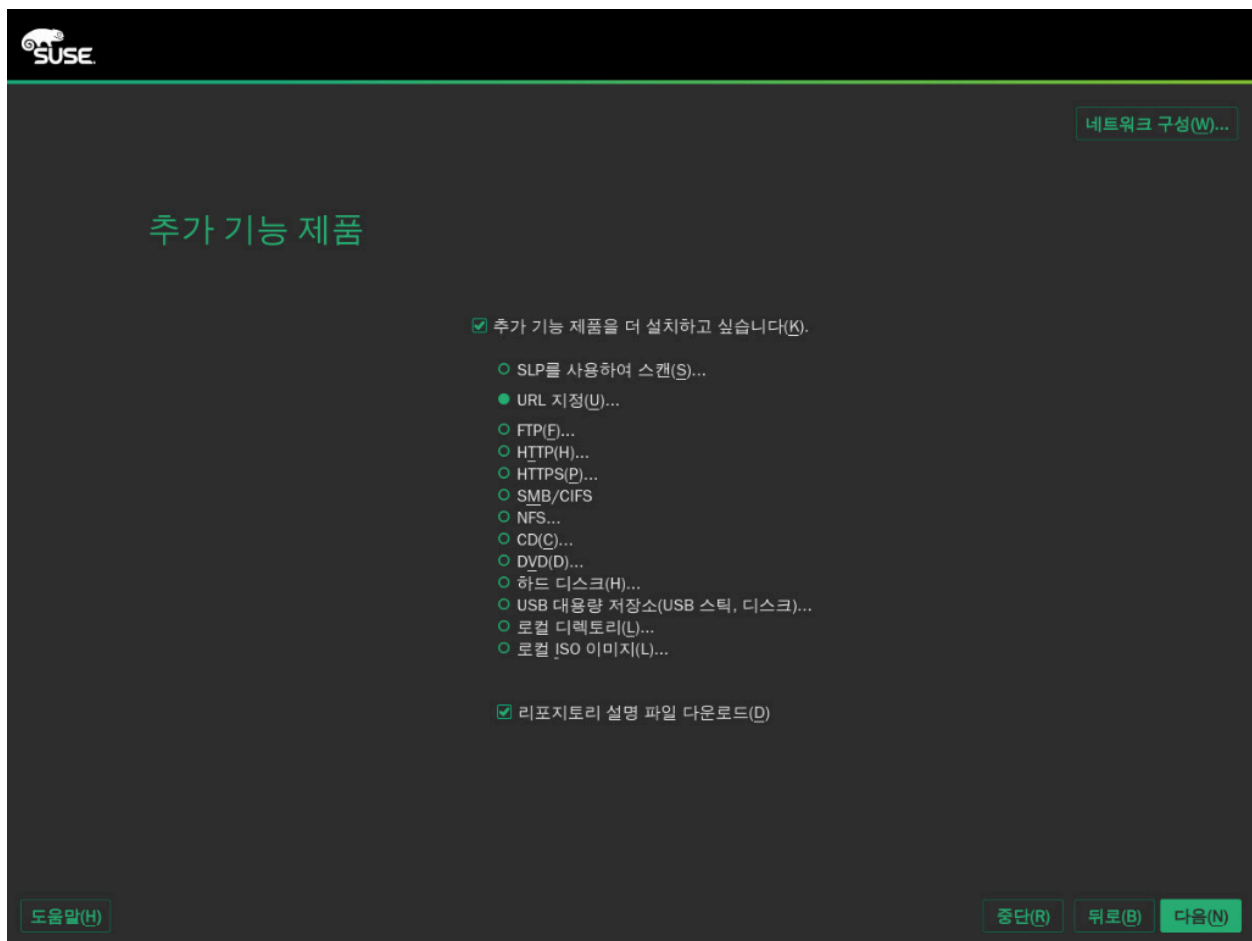 SUSE.
네트워크 구성(W)...
추가 기능 제품
추가 기능 제품을 더 설치하고 싶습니다(K).
SLP를 사용하여 스캔(S)...
URL 지정(U)...
FTP(F)...
HTTP(H)...
HTTPS(P)...
SMB/CIFS
NFS...
CD(C)...
DVD(D)...
하드 디스크(H)...
USB 대용량 저장소(USB 스틱, 디스크)...
로컬 디렉토리(L)...
로컬 ISO 이미지(L)...
리포지토리 설명 파일 다운로드(D)
도움말(H)
중단(R)
뒤로(B)
다음(N)